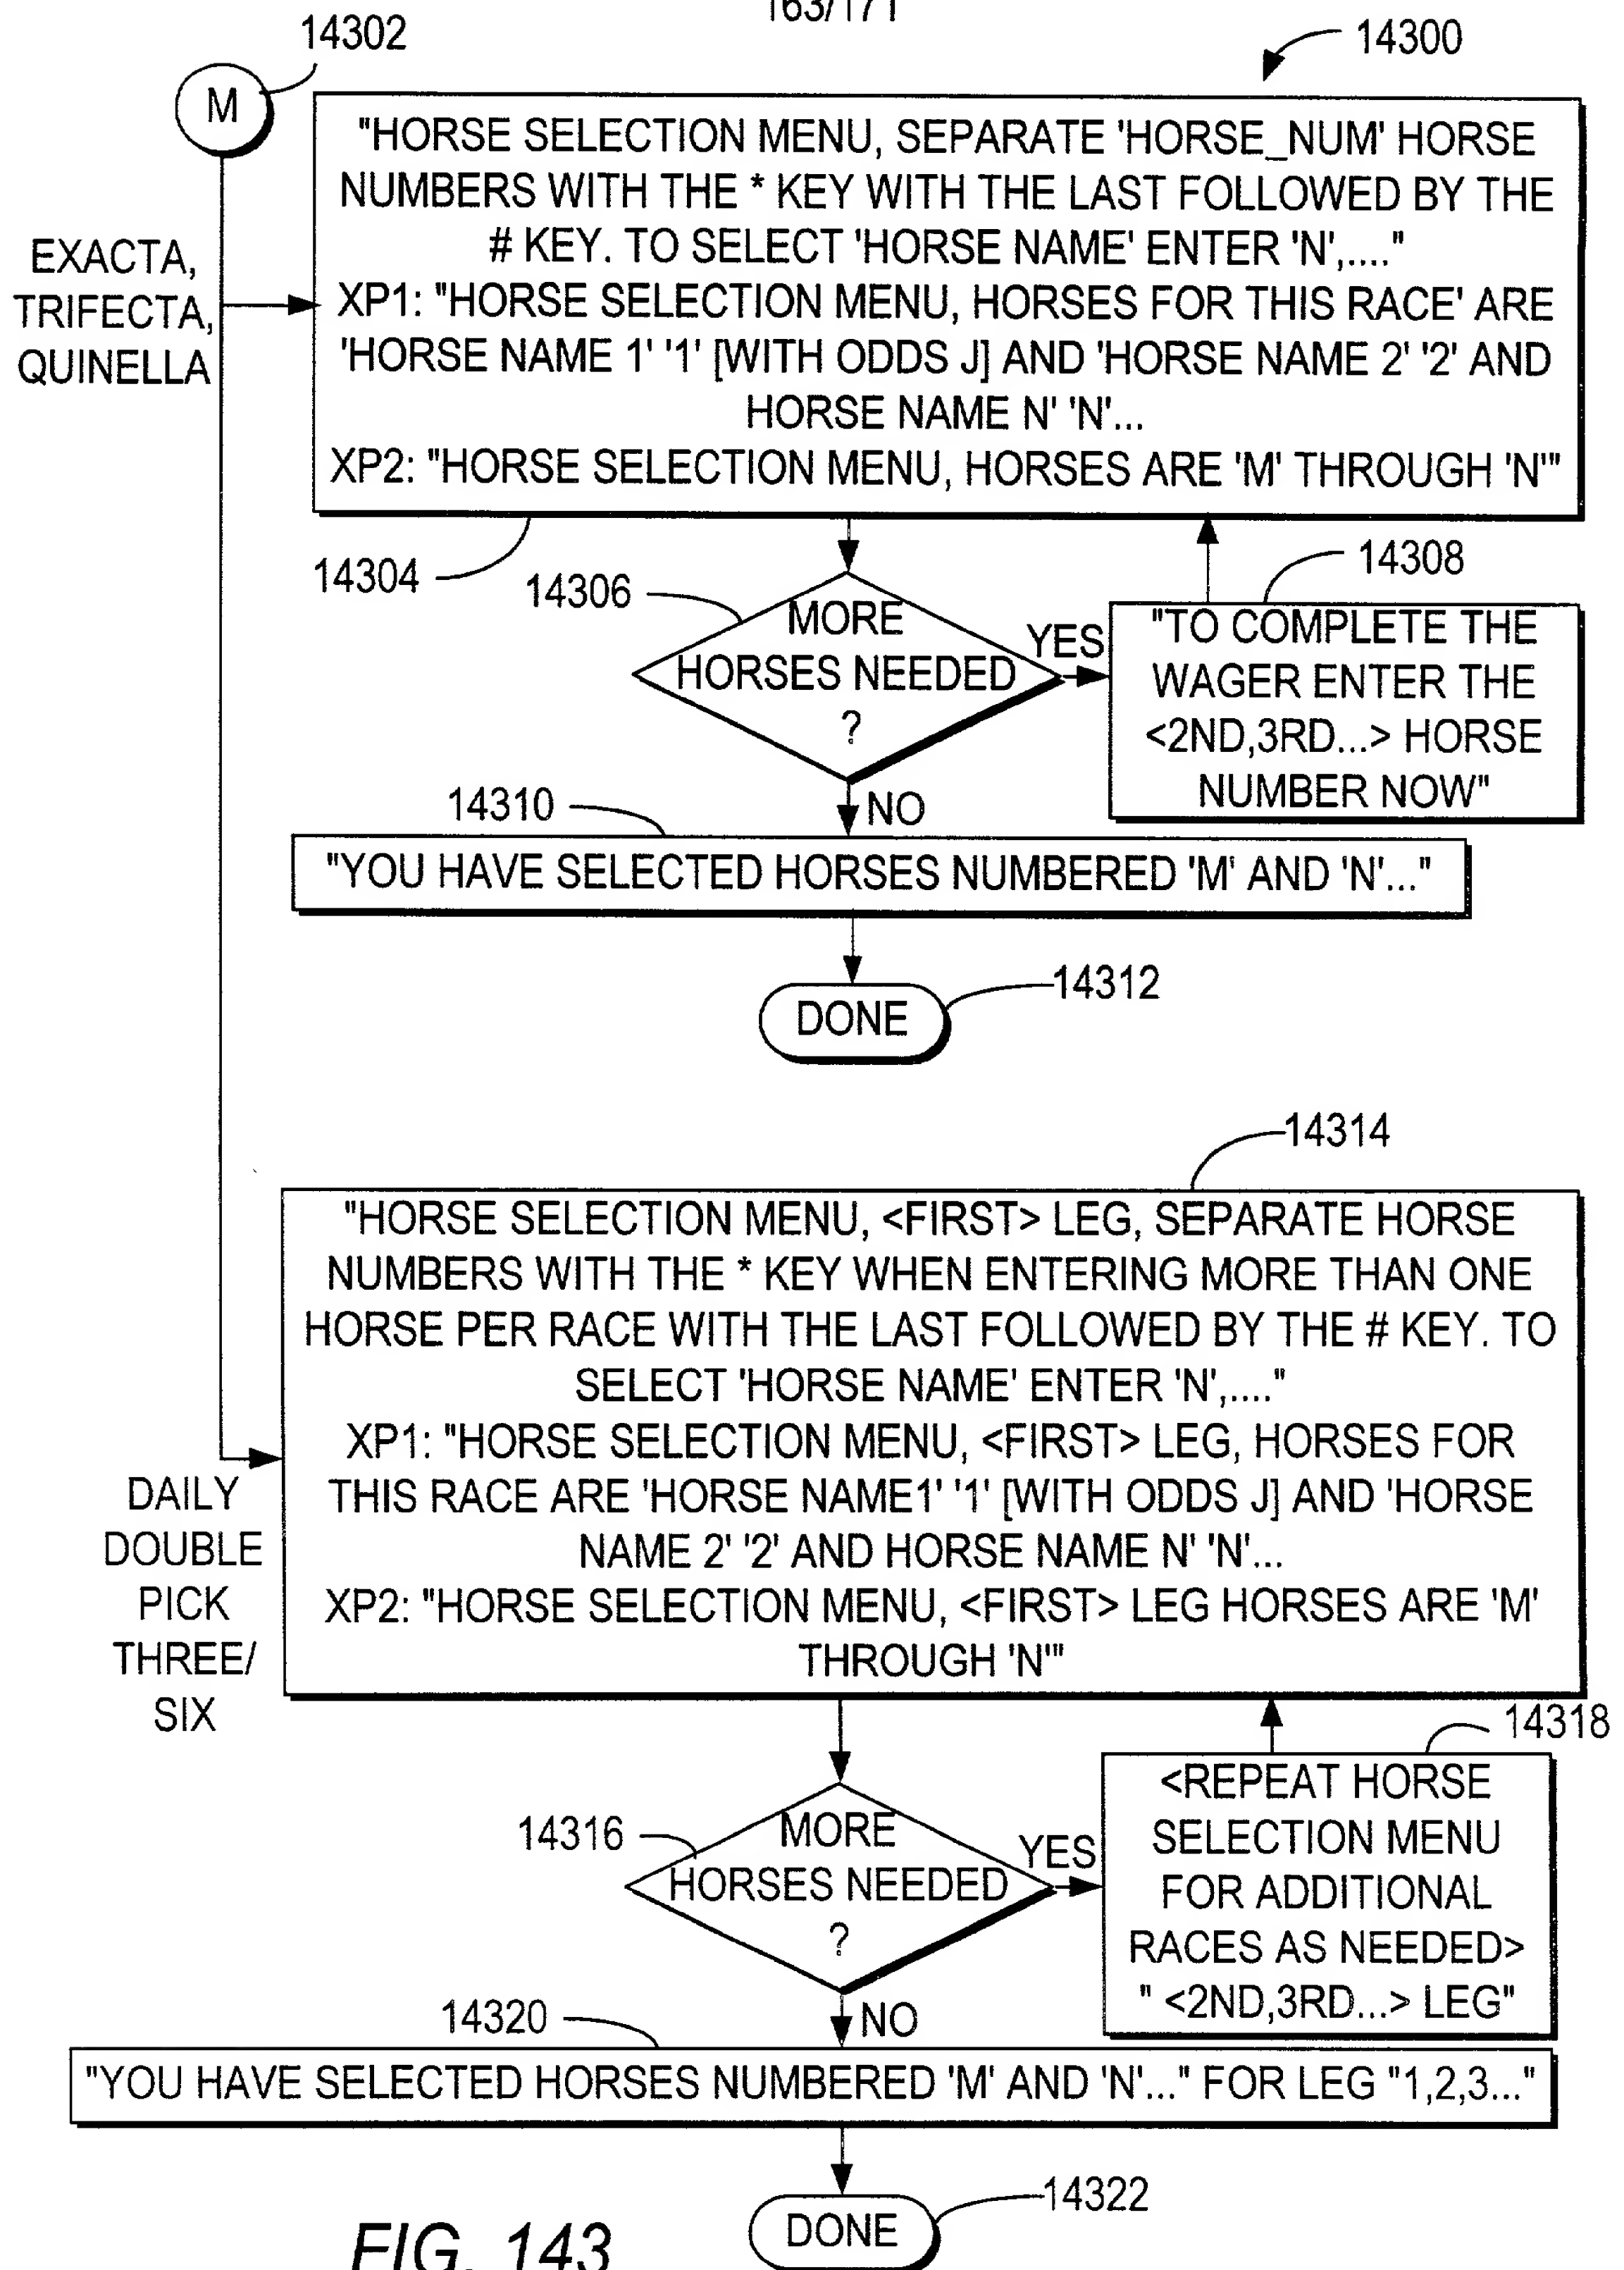 163/171
14302
14300
M
"HORSE SELECTION MENU, SEPARATE 'HORSE_NUM' HORSE
NUMBERS WITH THE * KEY WITH THE LAST FOLLOWED BY THE
# KEY. TO SELECT 'HORSE NAME' ENTER 'N',...."
XP1: "HORSE SELECTION MENU, HORSES FOR THIS RACE' ARE
'HORSE NAME 1' '1' [WITH ODDS J] AND 'HORSE NAME 2' '2' AND
HORSE NAME N' 'N'...
XP2: "HORSE SELECTION MENU, HORSES ARE 'M' THROUGH 'N'"
EXACTA,
TRIFECTA,
QUINELLA
14304
14306
MORE
HORSES NEEDED
?
YES
14308
"TO COMPLETE THE
WAGER ENTER THE
<2ND,3RD...> HORSE
NUMBER NOW"
NO
14310
"YOU HAVE SELECTED HORSES NUMBERED 'M' AND 'N'..."
DONE
14312
14314
"HORSE SELECTION MENU, <FIRST> LEG, SEPARATE HORSE
NUMBERS WITH THE * KEY WHEN ENTERING MORE THAN ONE
HORSE PER RACE WITH THE LAST FOLLOWED BY THE # KEY. TO
SELECT 'HORSE NAME' ENTER 'N',...."
XP1: "HORSE SELECTION MENU, <FIRST> LEG, HORSES FOR
THIS RACE ARE 'HORSE NAME1' '1' [WITH ODDS J] AND 'HORSE
NAME 2' '2' AND HORSE NAME N' 'N'...
XP2: "HORSE SELECTION MENU, <FIRST> LEG HORSES ARE 'M'
THROUGH 'N'"
DAILY
DOUBLE
PICK
THREE/
SIX
14316
MORE
HORSES NEEDED
?
YES
14318
<REPEAT HORSE
SELECTION MENU
FOR ADDITIONAL
RACES AS NEEDED>
" <2ND,3RD...> LEG"
NO
14320
"YOU HAVE SELECTED HORSES NUMBERED 'M' AND 'N'..." FOR LEG "1,2,3..."
DONE
14322
FIG. 143